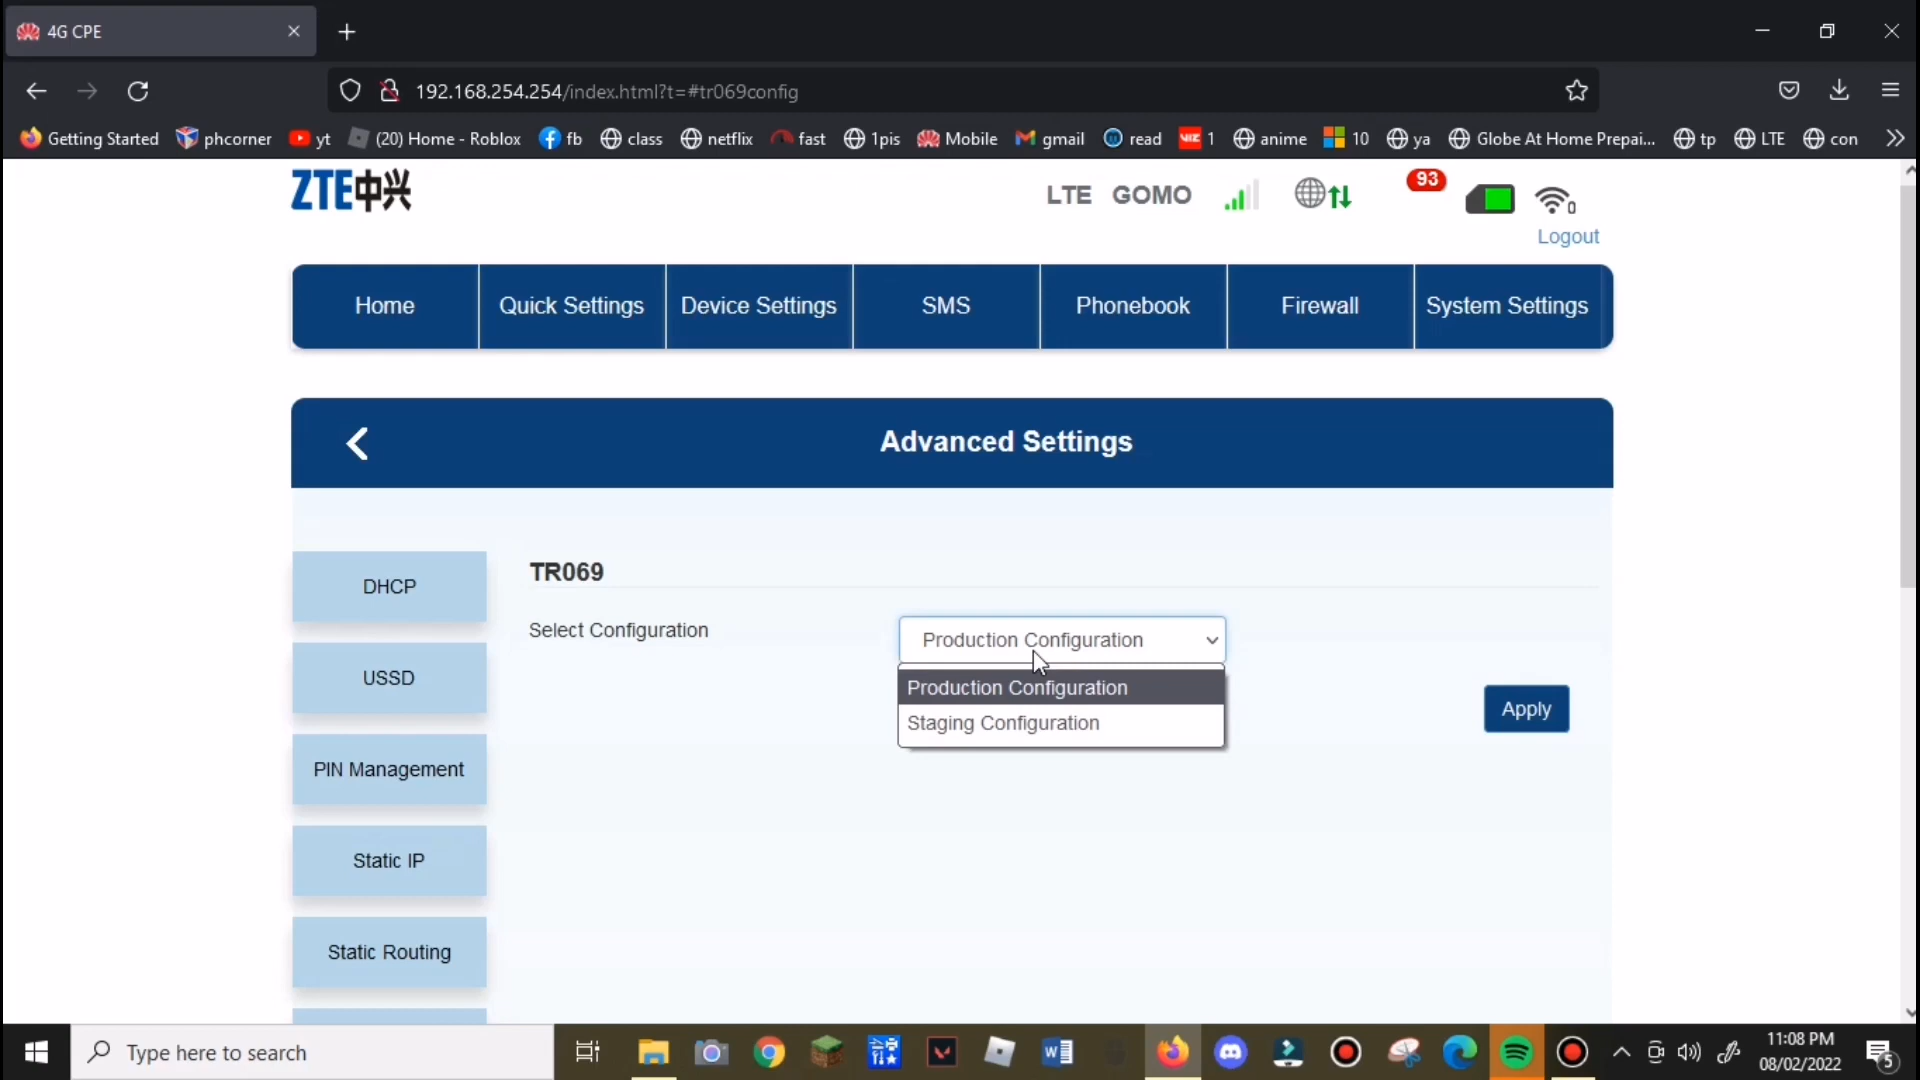 4G CPE
192.168.254.254/index.html?t=#tr069config
Getting Started phcorner yt (20) Home - Roblox fb class netflix fast 1pis Mobile gmail read VIZ 1 anime 10 ya Globe At Home Prepai... tp LTE con
ZTE中兴
LTE GOMO 93 0
Logout
Home Quick Settings Device Settings SMS Phonebook Firewall System Settings
Advanced Settings
TR069
DHCP
Select Configuration Production Configuration
USSD
Production Configuration
Staging Configuration
Apply
PIN Management
Static IP
Static Routing
Type here to search
11:08 PM
08/02/2022
5